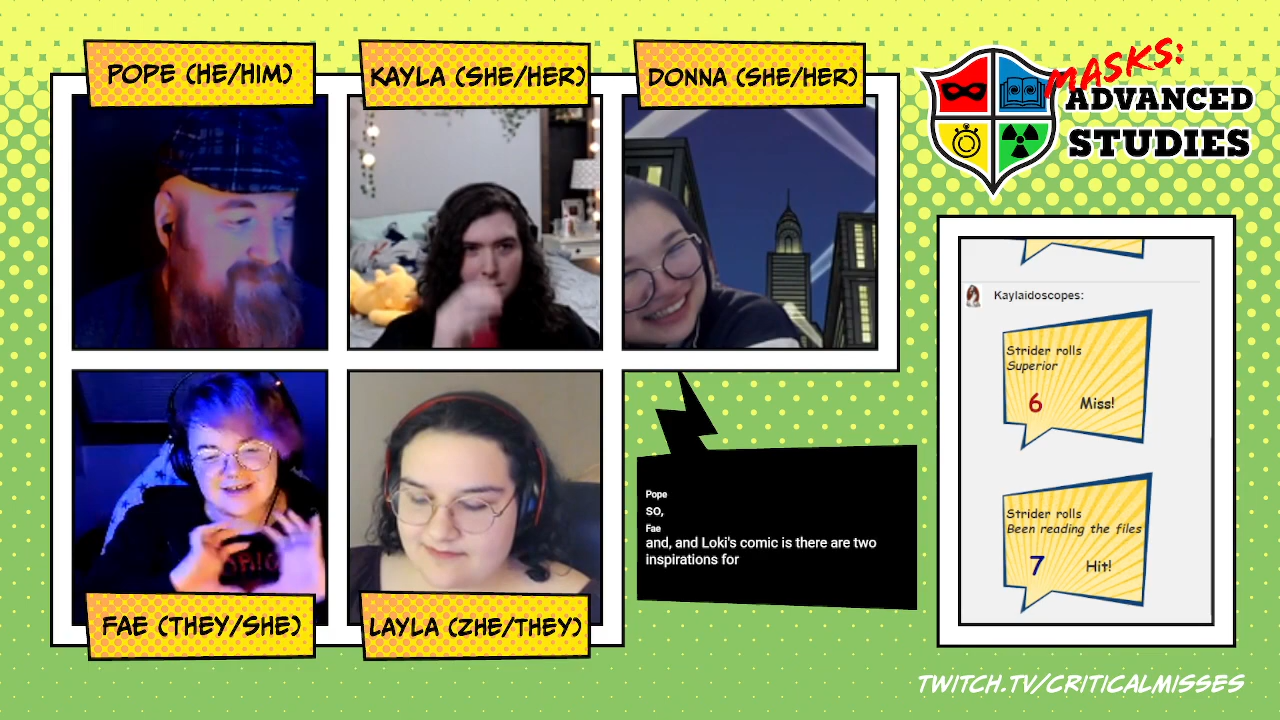 POPE (HE/HIM)
KAYLA (SHE/HER)
DONNA (SHE/HER)
MASKS:
ADVANCED
STUDIES
Kaylaidoscopes:
Strider rolls
Superior
6 Miss!
Strider rolls
Been reading the files
7 Hit!
Pope
SO,
Fae
and, and Loki's comic is there are two
inspirations for
FAE (THEY/SHE)
LAYLA (ZHE/THEY)
TWITCH.TV/CRITICALMISSES